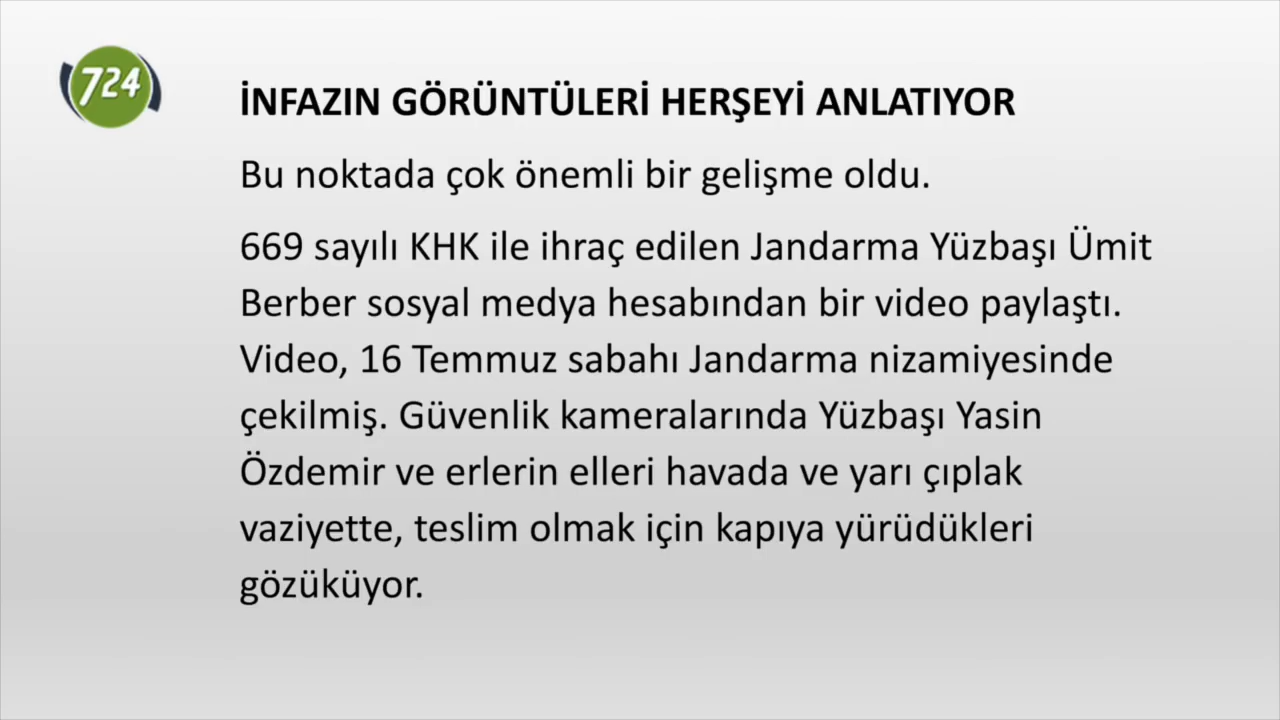 724
İNFAZIN GÖRÜNTÜLERİ HERŞEYİ ANLATIYOR
Bu noktada çok önemli bir gelişme oldu.
669 sayılı KHK ile ihraç edilen Jandarma Yüzbaşı Ümit
Berber sosyal medya hesabından bir video paylaştı.
Video, 16 Temmuz sabahı Jandarma nizamiyesinde
çekilmiş. Güvenlik kameralarında Yüzbaşı Yasin
Özdemir ve erlerin elleri havada ve yarı çıplak
vaziyette, teslim olmak için kapıya yürüdükleri
gözüküyor.